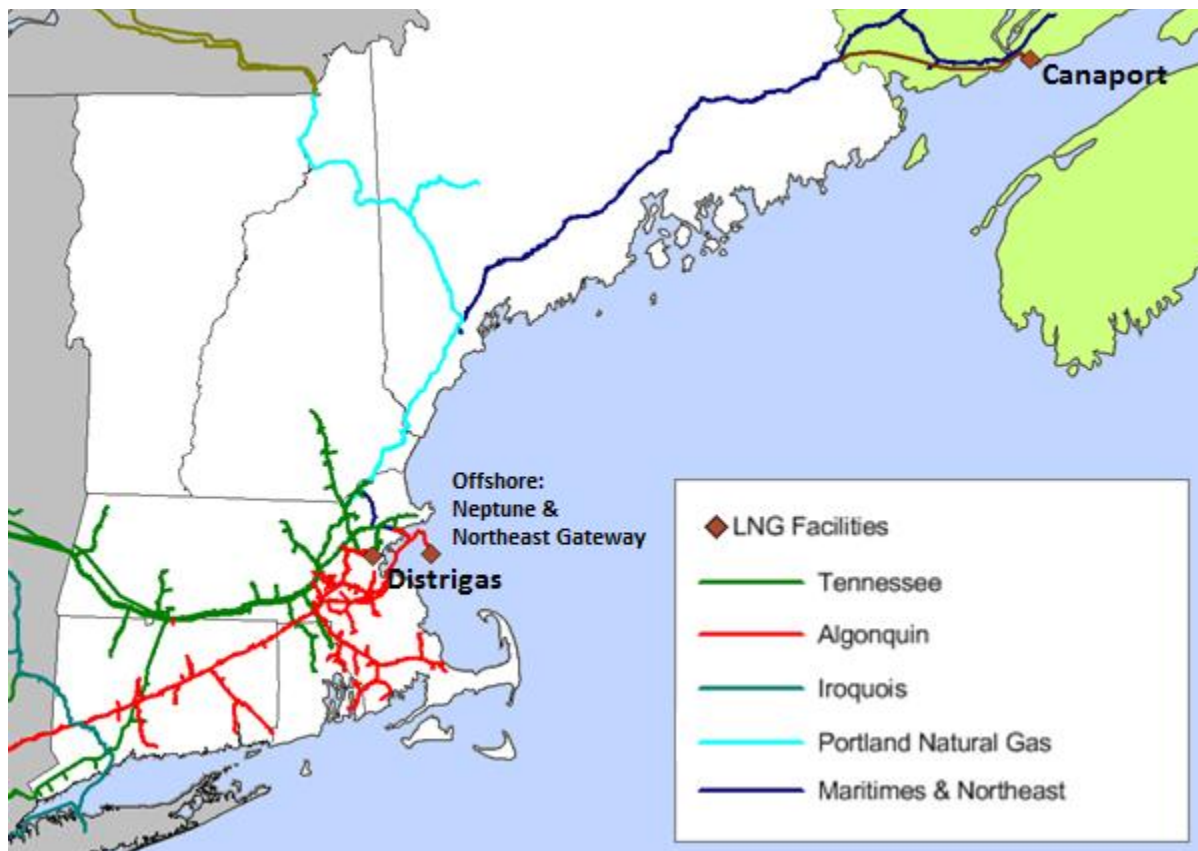 Canaport
Offshore:
Neptune &
Northeast Gateway
Distrigas
LNG Facilities
Tennessee
Algonquin
Iroquois
Portland Natural Gas
Maritimes & Northeast